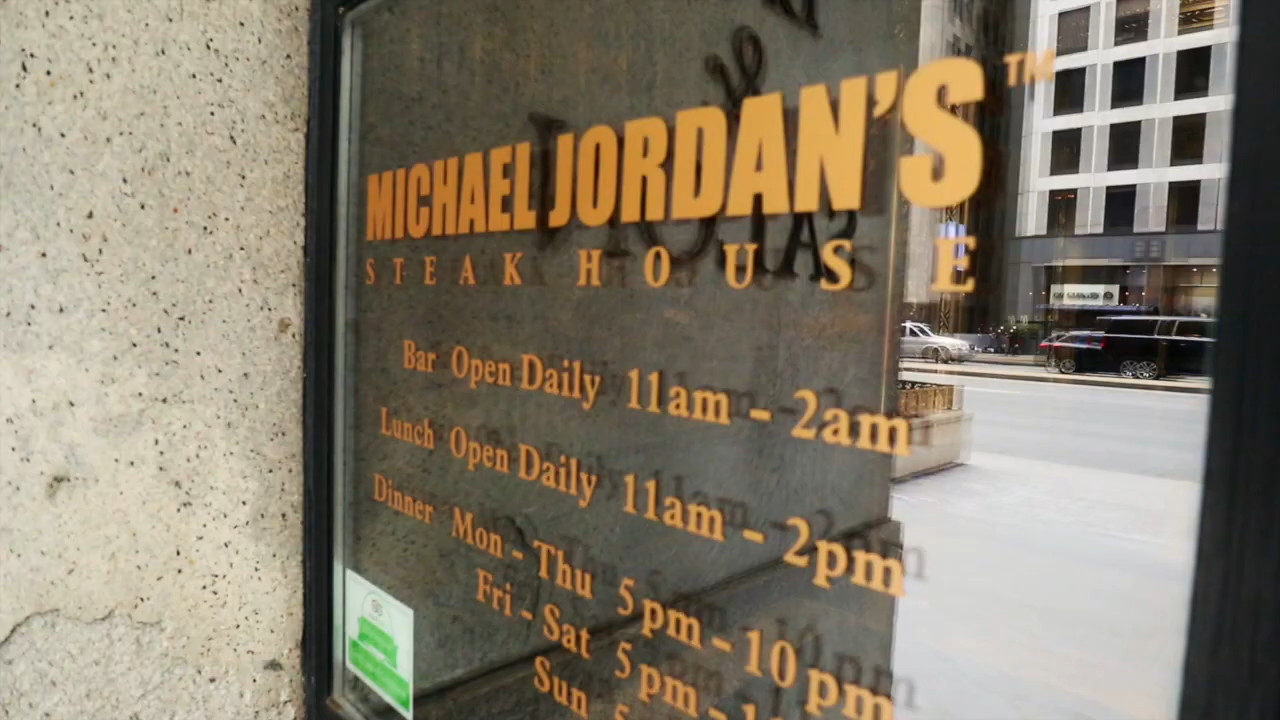 MICHAEL JORDAN'S™
STEAK HOUSE
Bar Open Daily 11am - 2am
Lunch Open Daily 11am - 2pm
Dinner Mon - Thu 5pm - 10pm
Fri - Sat 5pm -
Sun